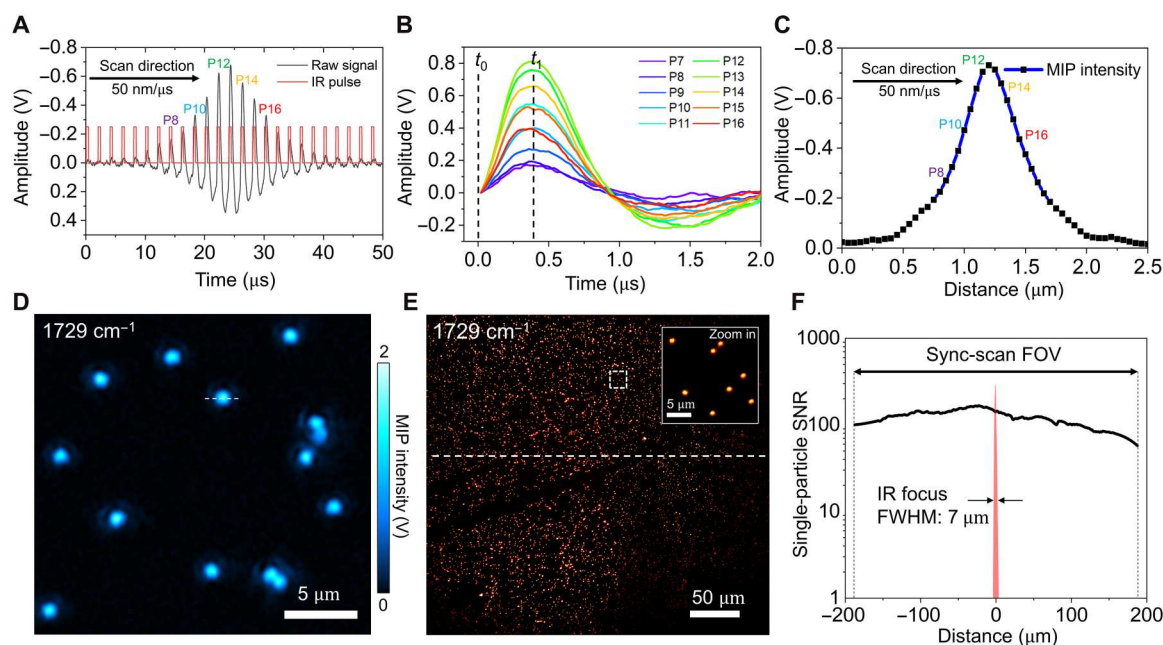 A
−0.8
−0.6
−0.4
−0.2
0.0
0.2
0.4
Amplitude (V)
Scan direction
50 nm/μs
P8
P10
P12
P14
P16
Raw signal
IR pulse
0 5 10 15 20 25 30 35 40 45 50
Time (μs)
B
t0
t1
0.8
0.6
0.4
0.2
0.0
−0.2
Amplitude (V)
P7 P12
P8 P13
P9 P14
P10 P15
P11 P16
0.0 0.5 1.0 1.5 2.0
Time (μs)
C
−0.8
−0.6
−0.4
−0.2
−0.0
Amplitude (V)
Scan direction
50 nm/μs
P12
MIP intensity
P14
P10
P16
P8
0.0 0.5 1.0 1.5 2.0 2.5
Distance (μm)
D
1729 cm−1
5 μm
2
0
MIP intensity (V)
E
1729 cm−1
Zoom in
5 μm
50 μm
F
1000
100
10
1
Single-particle SNR
Sync-scan FOV
IR focus
FWHM: 7 μm
−200 −100 0 100 200
Distance (μm)